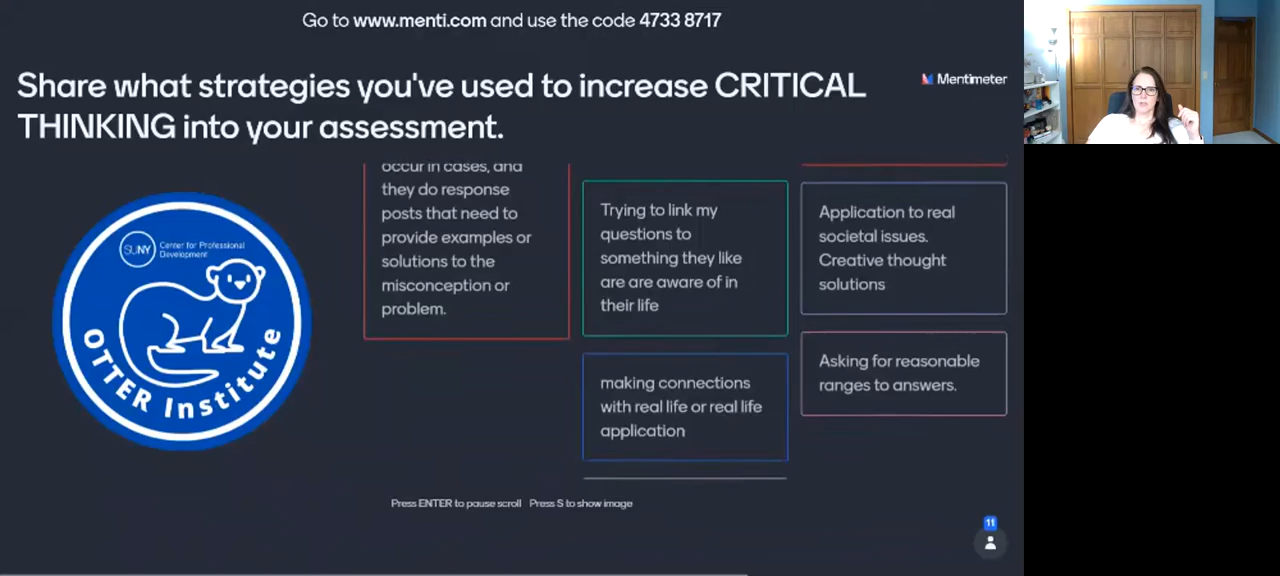 Go to www.menti.com and use the code 4733 8717
Share what strategies you've used to increase CRITICAL
THINKING into your assessment.
Mentimeter
SUNY
Center for Professional
Development
OTTER Institute
occur in cases, and
they do response
posts that need to
provide examples or
solutions to the
misconception or
problem.
Trying to link my
questions to
something they like
are are aware of in
their life
making connections
with real life or real life
application
Application to real
societal issues.
Creative thought
solutions
Asking for reasonable
ranges to answers.
Press ENTER to pause scroll Press S to show image
11